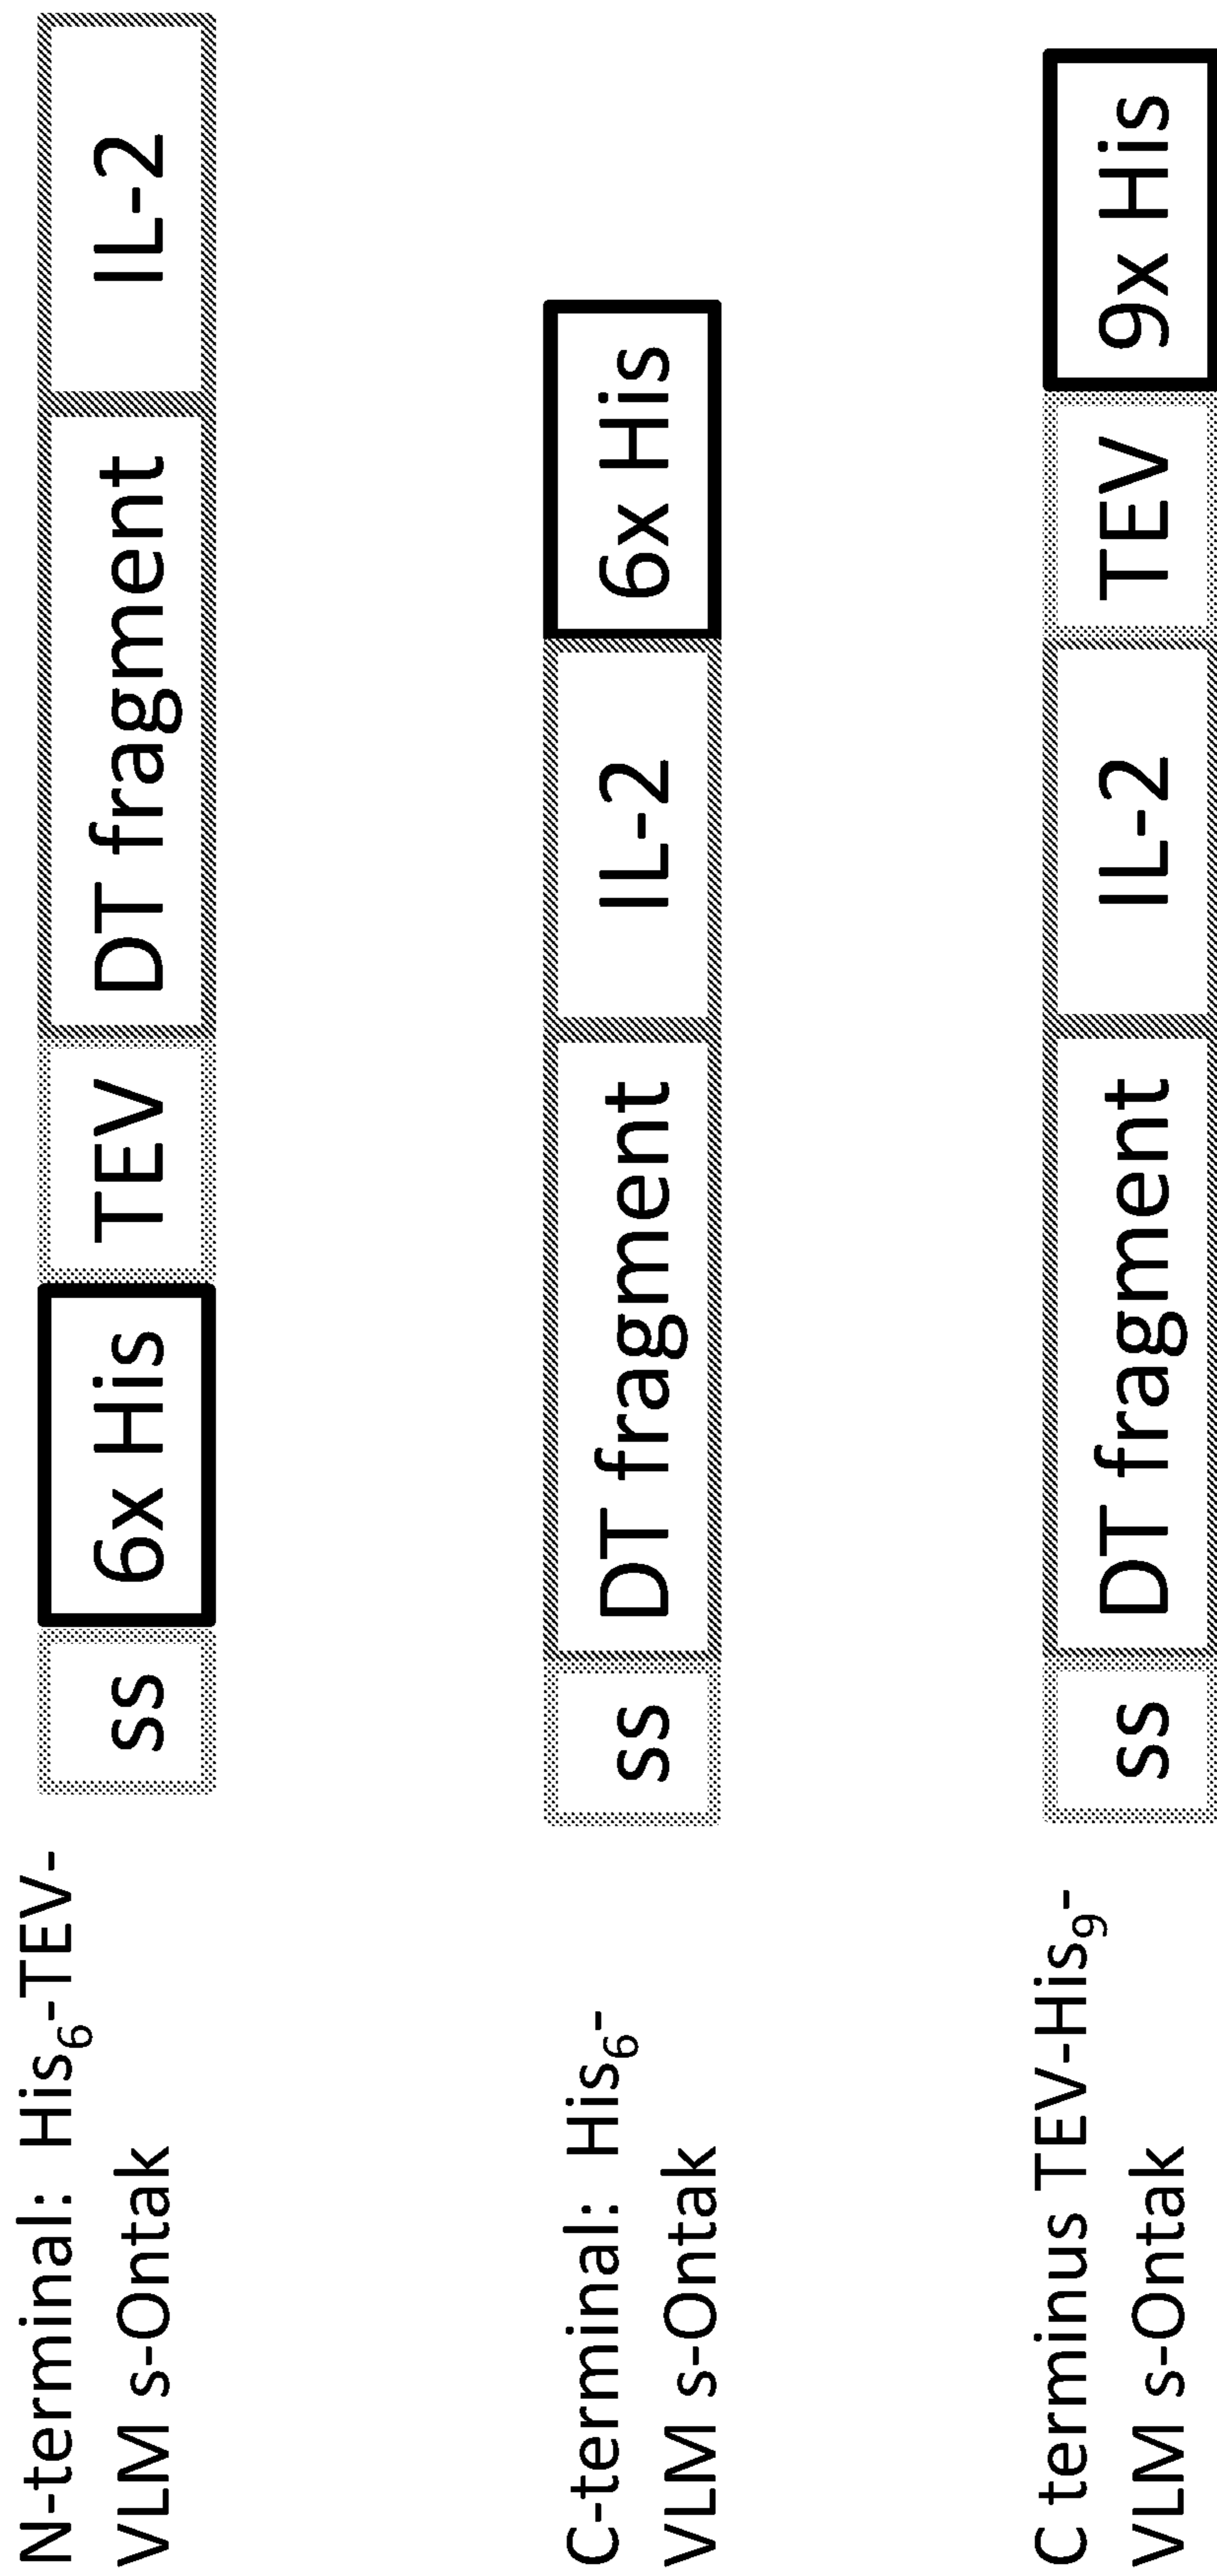 N-terminal: His₆-TEV-
VLM s-Ontak
ss 6x His TEV DT fragment IL-2
C-terminal: His₆-
VLM s-Ontak
ss DT fragment IL-2 6x His
C terminus TEV-His₉-
VLM s-Ontak
ss DT fragment IL-2 TEV 9x His